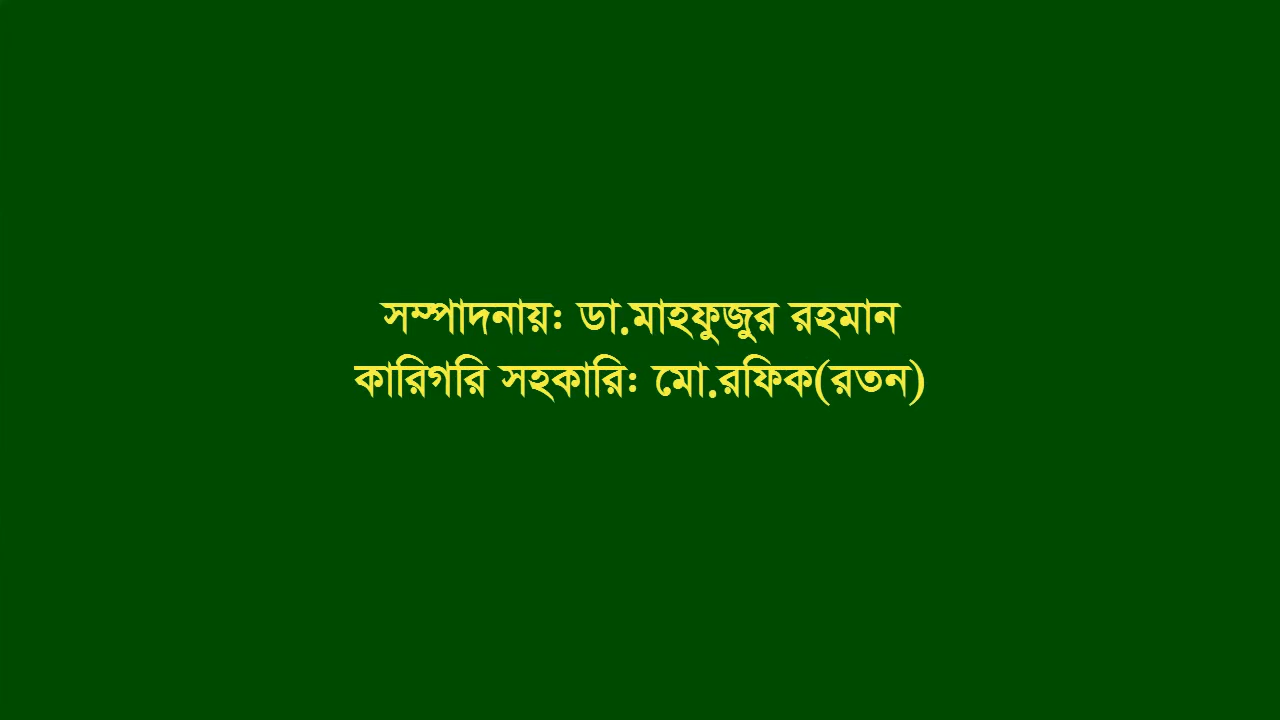 সম্পাদনায়: ডা.মাহফুজুর রহমান
কারিগরি সহকারি: মো.রফিক(রতন)